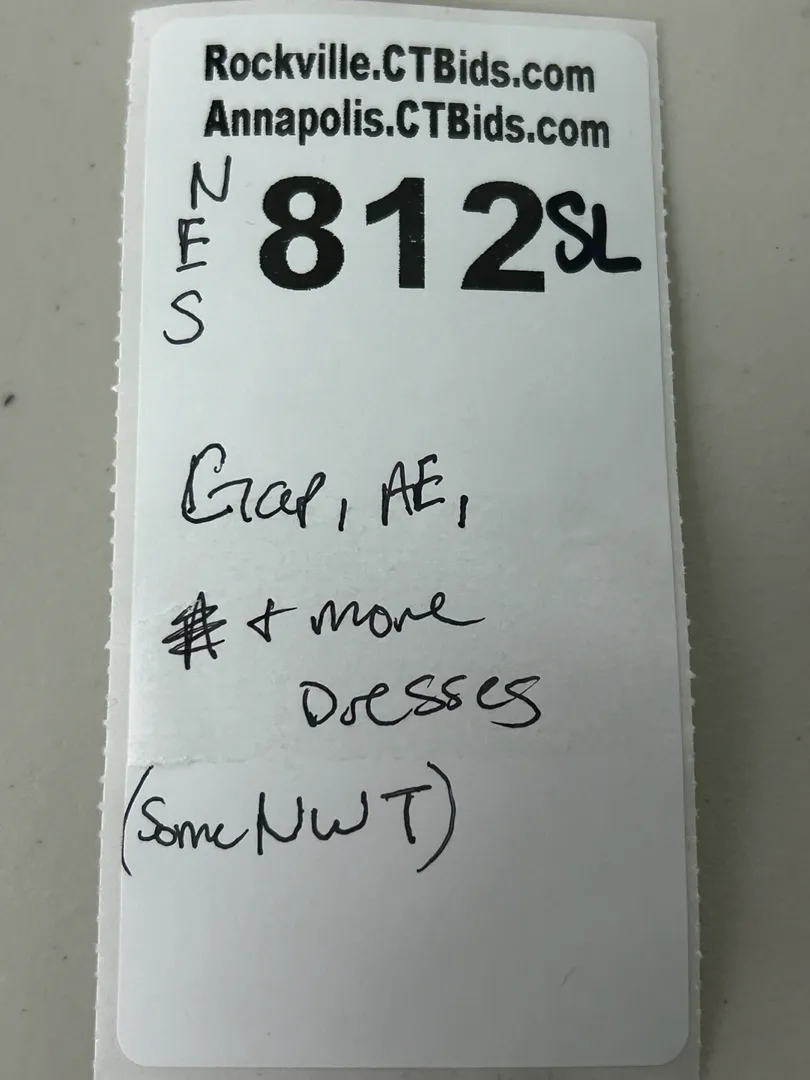 Rockville.CTBids.com
Annapolis.CTBids.com
N
E
S
812 SL
Gap, AE,
+ more
Dresses
(Some NWT)